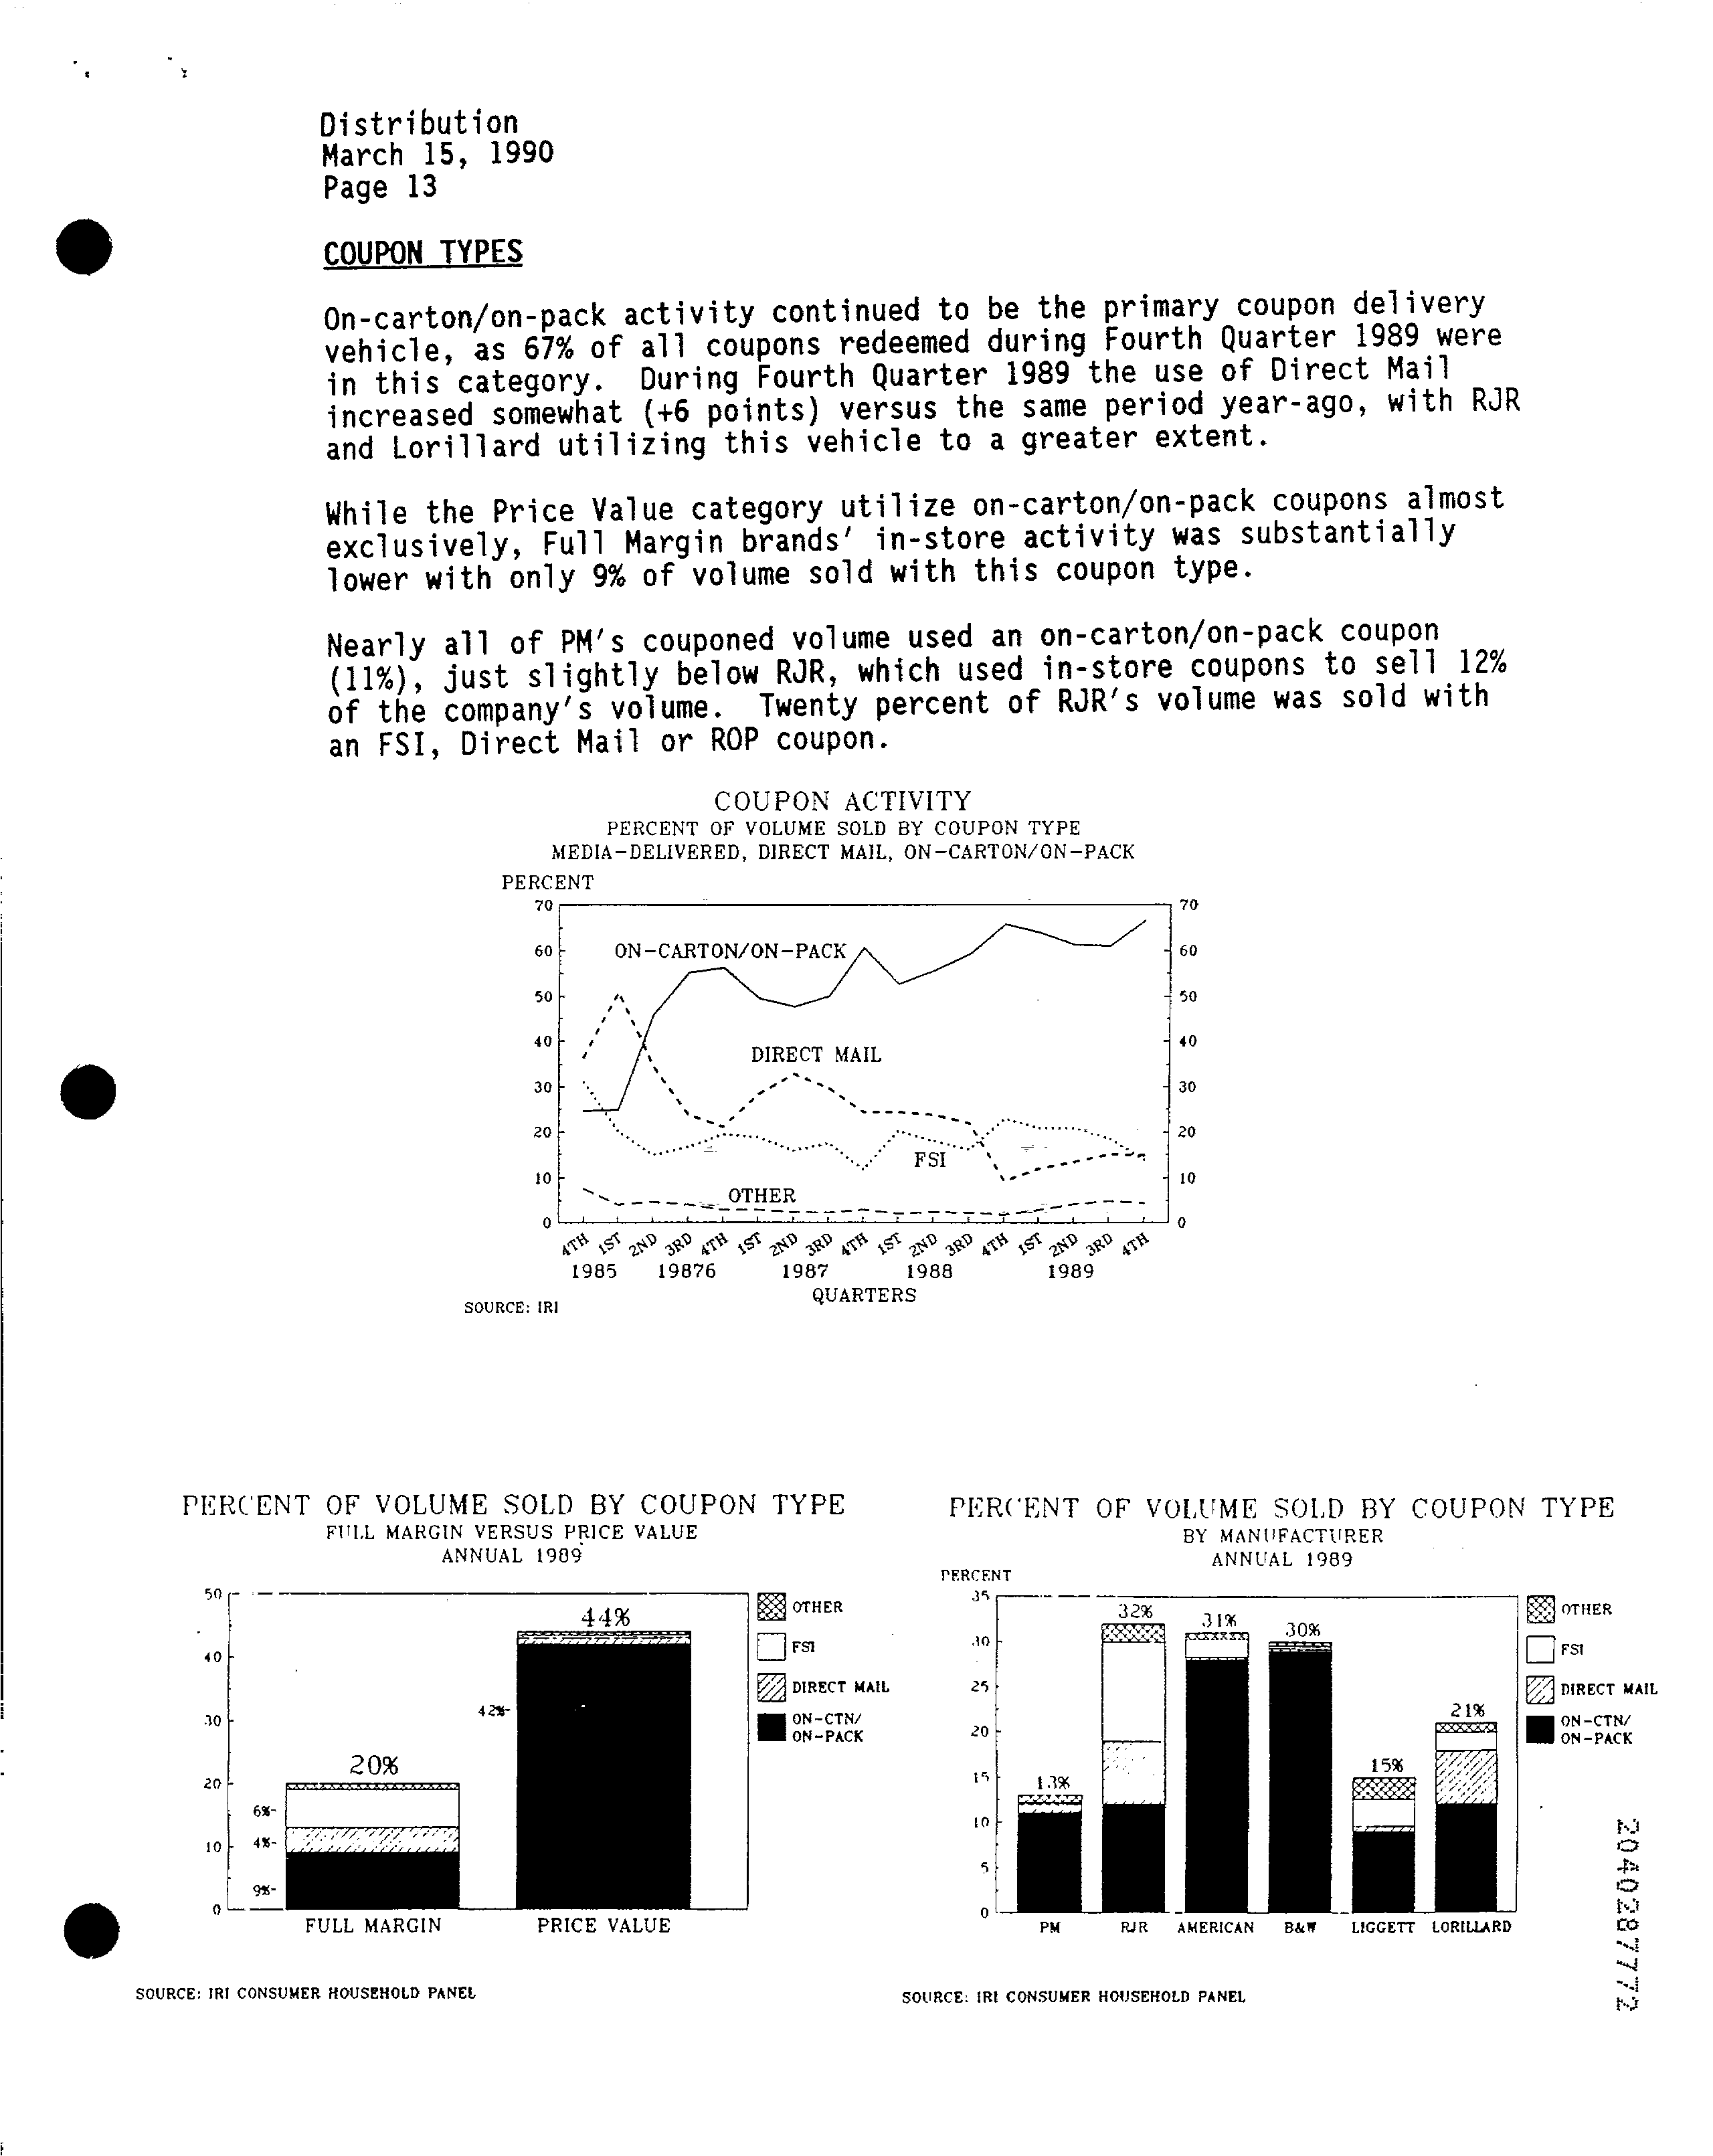 Distribution
March 15, 1990
Page 13
COUPON TYPES
On-carton/on-pack activity continued to be the primary coupon delivery
vehicle, as 67% of all coupons redeemed during Fourth Quarter 1989 were
in this category. During Fourth Quarter 1989 the use of Direct Mail
increased somewhat (+6 points) versus the same period year-ago, with RJR
and Lorillard utilizing this vehicle to a greater extent.
While the Price Value category utilize on-carton/on-pack coupons almost
exclusively, Full Margin brands' in-store activity was substantially
lower with only 9% of volume sold with this coupon type.
Nearly all of PM's couponed volume used an on-carton/on-pack coupon
(11%), just slightly below RJR, which used in-store coupons to sell 12%
of the company's volume. Twenty percent of RJR's volume was sold with
an FSI, Direct Mail or ROP coupon.
COUPON ACTIVITY
PERCENT OF VOLUME SOLD BY COUPON TYPE
MEDIA-DELIVERED, DIRECT MAIL, ON-CARTON/ON-PACK
PERCENT
70 70
60 ON-CARTON/ON-PACK 60
50 50
40 DIRECT MAIL 40
30 30
20 20
FSI
10 10
OTHER
0 0
4TH 1ST 2ND 3RD 4TH 1ST 2ND 3RD 4TH 1ST 2ND 3RD 4TH 1ST 2ND 3RD 4TH
1985 19876 1987 1988 1989
QUARTERS
SOURCE: IRI
PERCENT OF VOLUME SOLD BY COUPON TYPE
FULL MARGIN VERSUS PRICE VALUE
ANNUAL 1989
50
44%
40
42%-
30
20%
20
6%-
4%-
10
9%-
0
FULL MARGIN PRICE VALUE
OTHER
FSI
DIRECT MAIL
ON-CTN/
ON-PACK
SOURCE: IRI CONSUMER HOUSEHOLD PANEL
PERCENT OF VOLUME SOLD BY COUPON TYPE
BY MANUFACTURER
ANNUAL 1989
PERCENT
35
32% 31% 30%
30
25
21%
20
15%
15
13%
10
5
0
PM RJR AMERICAN B&W LIGGETT LORILLARD
OTHER
FSI
DIRECT MAIL
ON-CTN/
ON-PACK
SOURCE: IRI CONSUMER HOUSEHOLD PANEL
2040287772